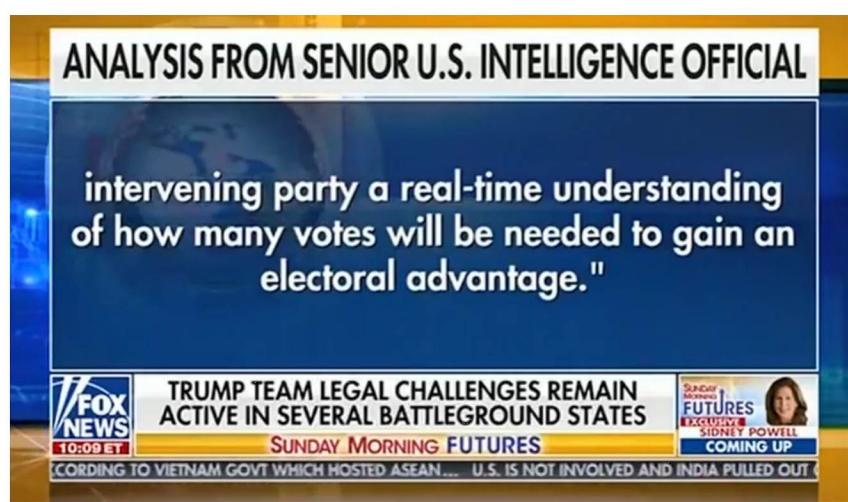 ANALYSIS FROM SENIOR U.S. INTELLIGENCE OFFICIAL
intervening party a real-time understanding
of how many votes will be needed to gain an
electoral advantage."
FOX
NEWS
10:09 ET
TRUMP TEAM LEGAL CHALLENGES REMAIN
ACTIVE IN SEVERAL BATTLEGROUND STATES
SUNDAY MORNING FUTURES
SUNDAY
MORNING
FUTURES
EXCLUSIVE
SIDNEY POWELL
COMING UP
CORDING TO VIETNAM GOVT WHICH HOSTED ASEAN... U.S. IS NOT INVOLVED AND INDIA PULLED OUT